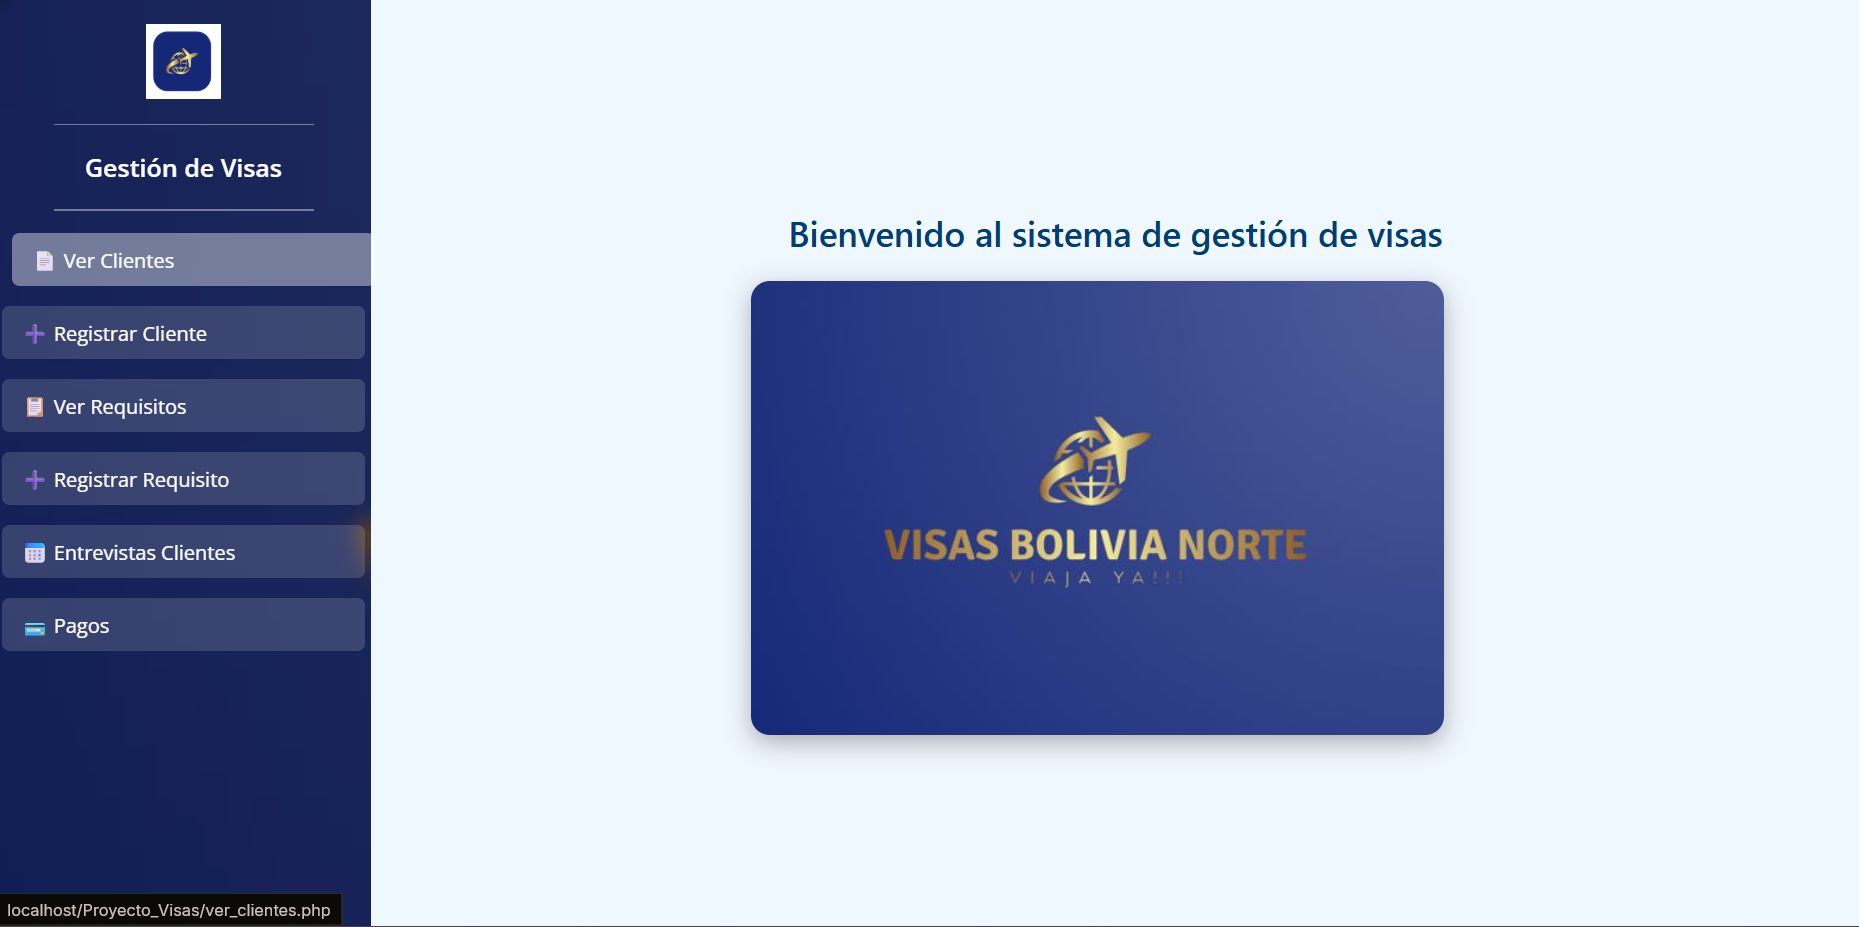 Gestión de Visas
Ver Clientes
Registrar Cliente
Ver Requisitos
Registrar Requisito
Entrevistas Clientes
Pagos
Bienvenido al sistema de gestión de visas
VISAS BOLIVIA NORTE
VIAJA YA!!!
localhost/Proyecto_Visas/ver_clientes.php